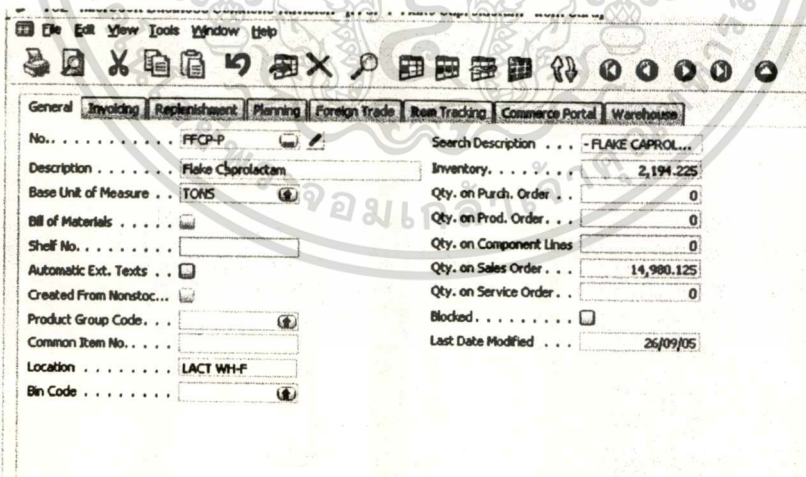 File Edit View Tools Window Help
General Invoicing Replenishment Planning Foreign Trade Item Tracking Commerce Portal Warehouse
No. . . . . . . . . . . . . FFCP-P
Description . . . . . . . . Flake Caprolactam
Base Unit of Measure . . TONS
Bill of Materials . . . . .
Shelf No. . . . . . . . .
Automatic Ext. Texts . .
Created From Nonstoc...
Product Group Code. . .
Common Item No. . . . .
Location . . . . . . . . LACT WH-F
Bin Code . . . . . . . .
Search Description . . . - FLAKE CAPROL...
Inventory. . . . . . . 2,194.225
Qty. on Purch. Order . . 0
Qty. on Prod. Order. . . 0
Qty. on Component Lines 0
Qty. on Sales Order. . . 14,980.125
Qty. on Service Order. . 0
Blocked. . . . . . . . .
Last Date Modified . . . 26/09/05